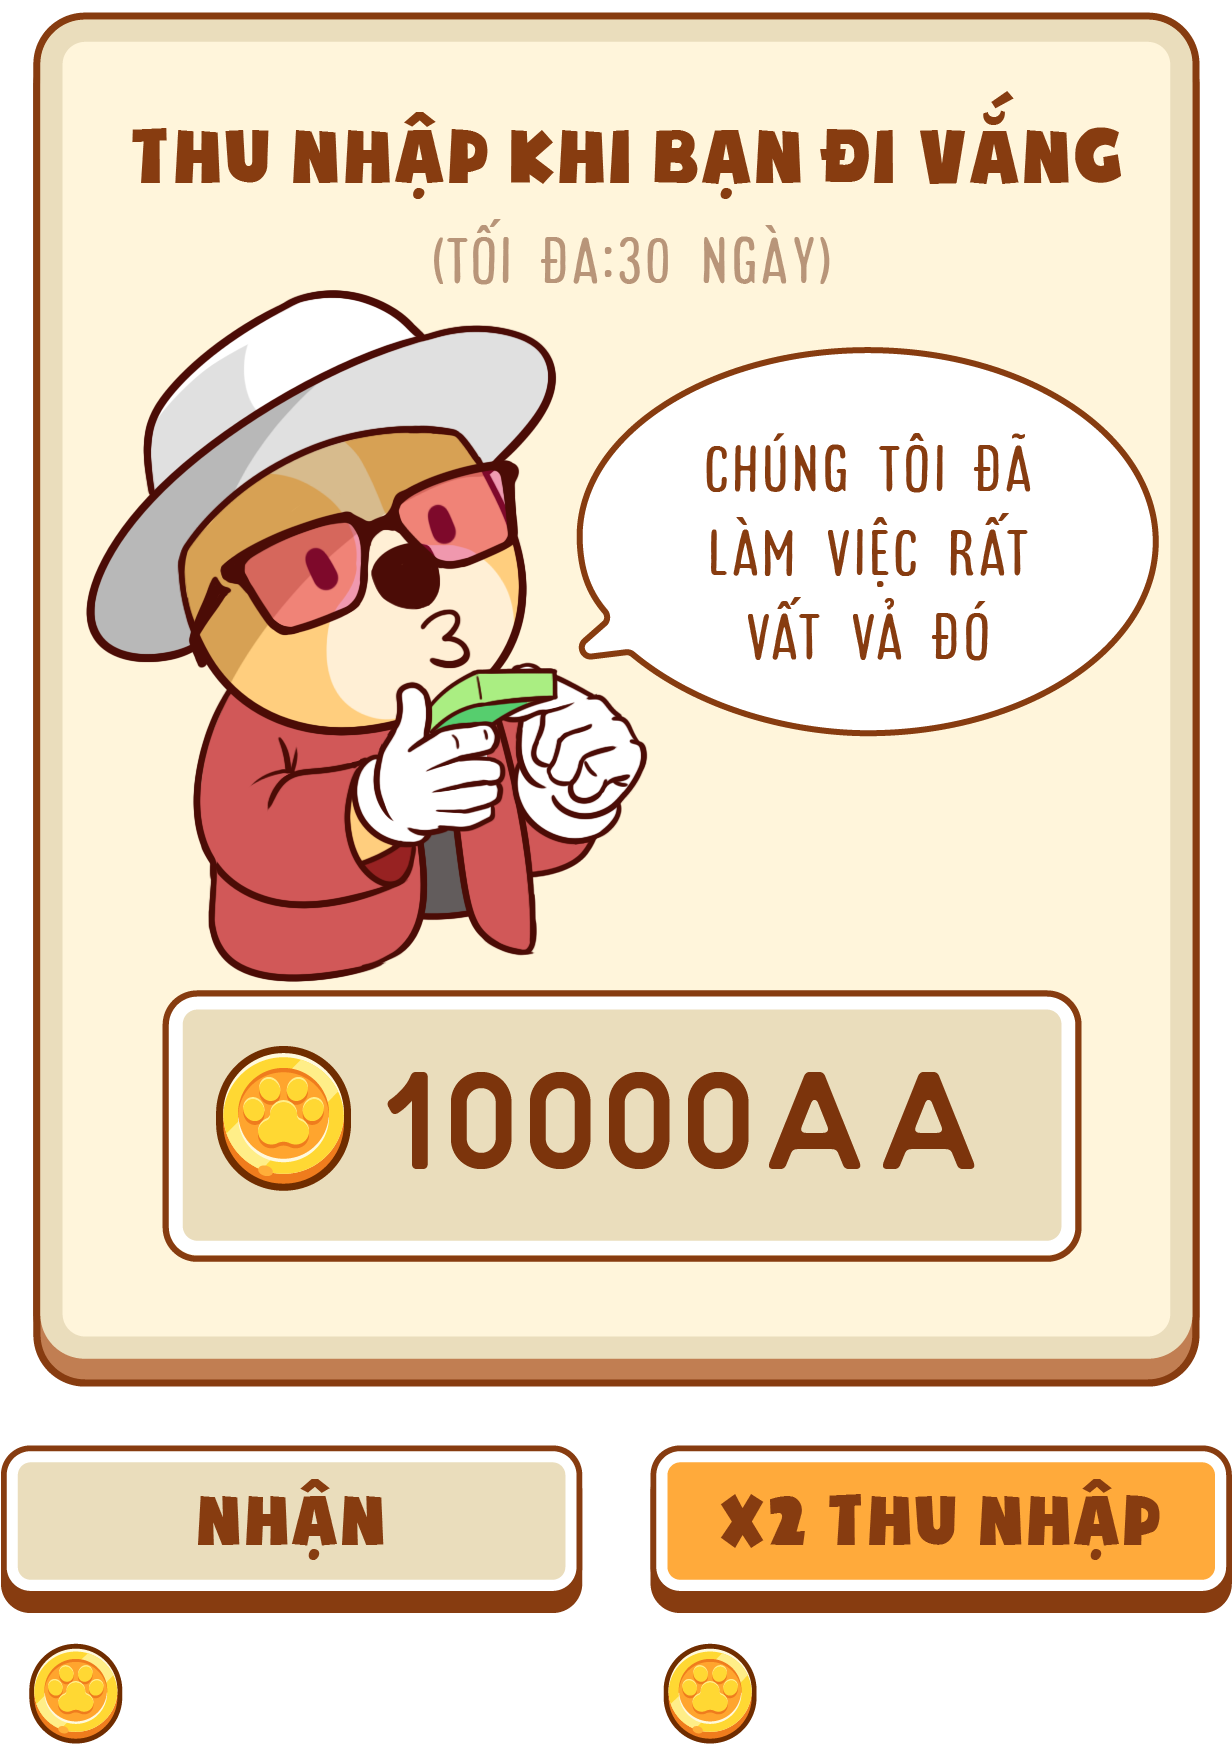 THU NHẬP KHI BẠN ĐI VẮNG
(TỐI ĐA:30 NGÀY)
CHÚNG TÔI ĐÃ
LÀM VIỆC RẤT
VẤT VẢ ĐÓ
10000AA
NHẬN
X2 THU NHẬP